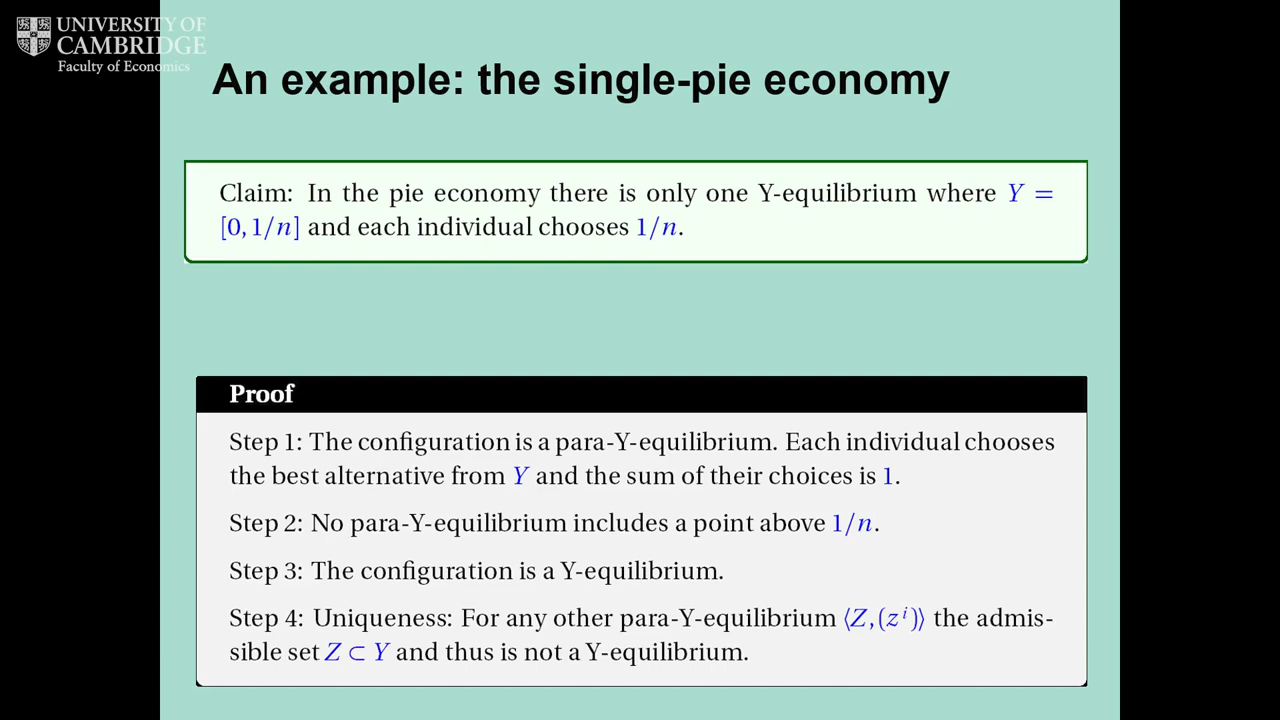 UNIVERSITY OF
CAMBRIDGE
Faculty of Economics
An example: the single-pie economy
Claim: In the pie economy there is only one Y-equilibrium where Y =
[0,1/n] and each individual chooses 1/n.
Proof
Step 1: The configuration is a para-Y-equilibrium. Each individual chooses
the best alternative from Y and the sum of their choices is 1.
Step 2: No para-Y-equilibrium includes a point above 1/n.
Step 3: The configuration is a Y-equilibrium.
Step 4: Uniqueness: For any other para-Y-equilibrium ⟨Z,(zⁱ)⟩ the admis-
sible set Z ⊂ Y and thus is not a Y-equilibrium.